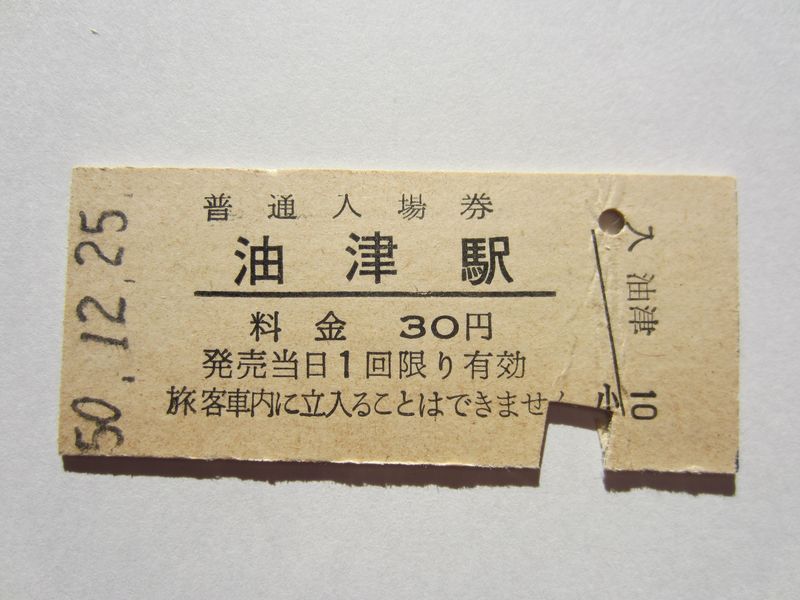 普通入場券
油津駅
料金 30円
発売当日1回限り有効
旅客車内に立入ることはできません
50.12.25
入 油津
小 10